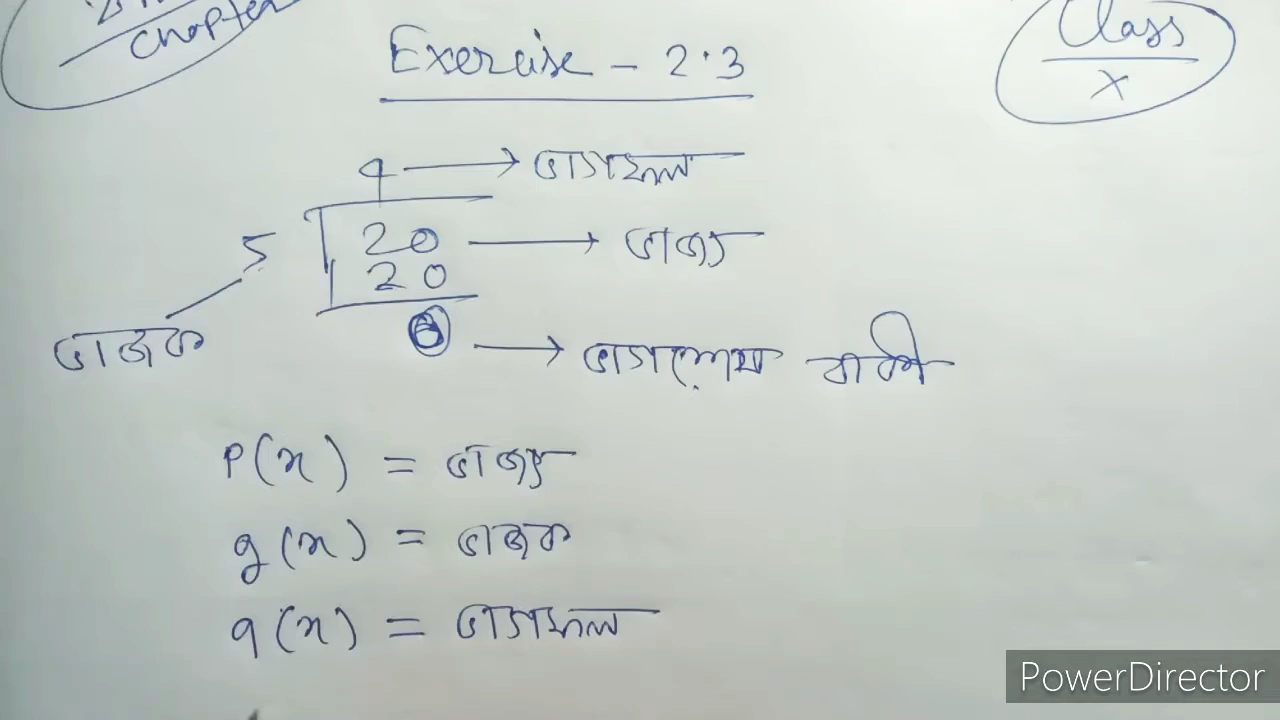 Chapter
Exercise - 2.3
Class
X
4 → ভাগফল
5 20 → ভাজ্য
20
ভাজক
0 → ভাগশেষ বাকী
P(x) = ভাজ্য
g(x) = ভাজক
q(x) = ভাগফল
PowerDirector